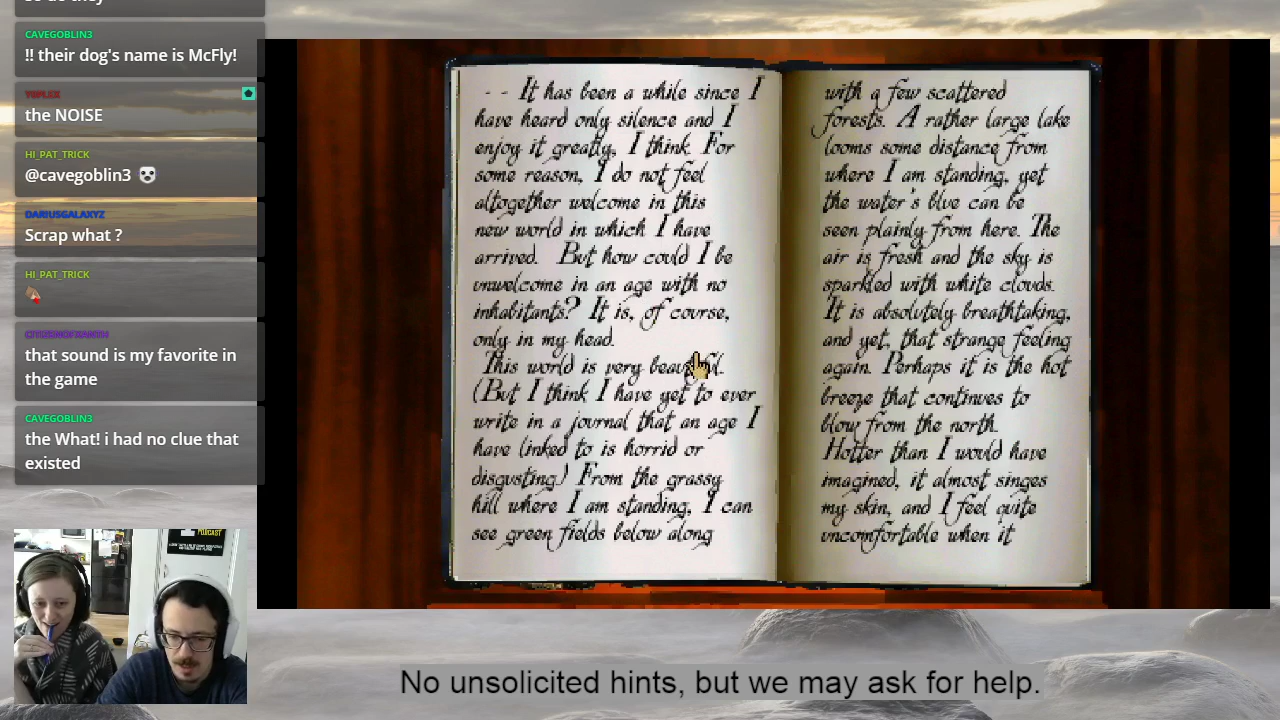 so do they
CAVEGOBLIN3
!! their dog's name is McFly!
the NOISE
HI_PAT_TRICK
@cavegoblin3
DARIUSGALAXYZ
Scrap what ?
HI_PAT_TRICK
that sound is my favorite in
the game
CAVEGOBLIN3
the What! i had no clue that
existed
PODCAST
-- It has been a while since I
have heard only silence and I
enjoy it greatly, I think. For
some reason, I do not feel
altogether welcome in this
new world in which I have
arrived. But how could I be
unwelcome in an age with no
inhabitants? It is, of course,
only in my head.
This world is very beautiful.
(But I think I have yet to ever
write in a journal that an age I
have linked to is horrid or
disgusting.) From the grassy
hill where I am standing, I can
see green fields below along
with a few scattered
forests. A rather large lake
looms some distance from
where I am standing, yet
the water's blue can be
seen plainly from here. The
air is fresh and the sky is
sparkled with white clouds.
It is absolutely breathtaking,
and yet, that strange feeling
again. Perhaps it is the hot
breeze that continues to
blow from the north.
Hotter than I would have
imagined, it almost singes
my skin, and I feel quite
uncomfortable when it
No unsolicited hints, but we may ask for help.